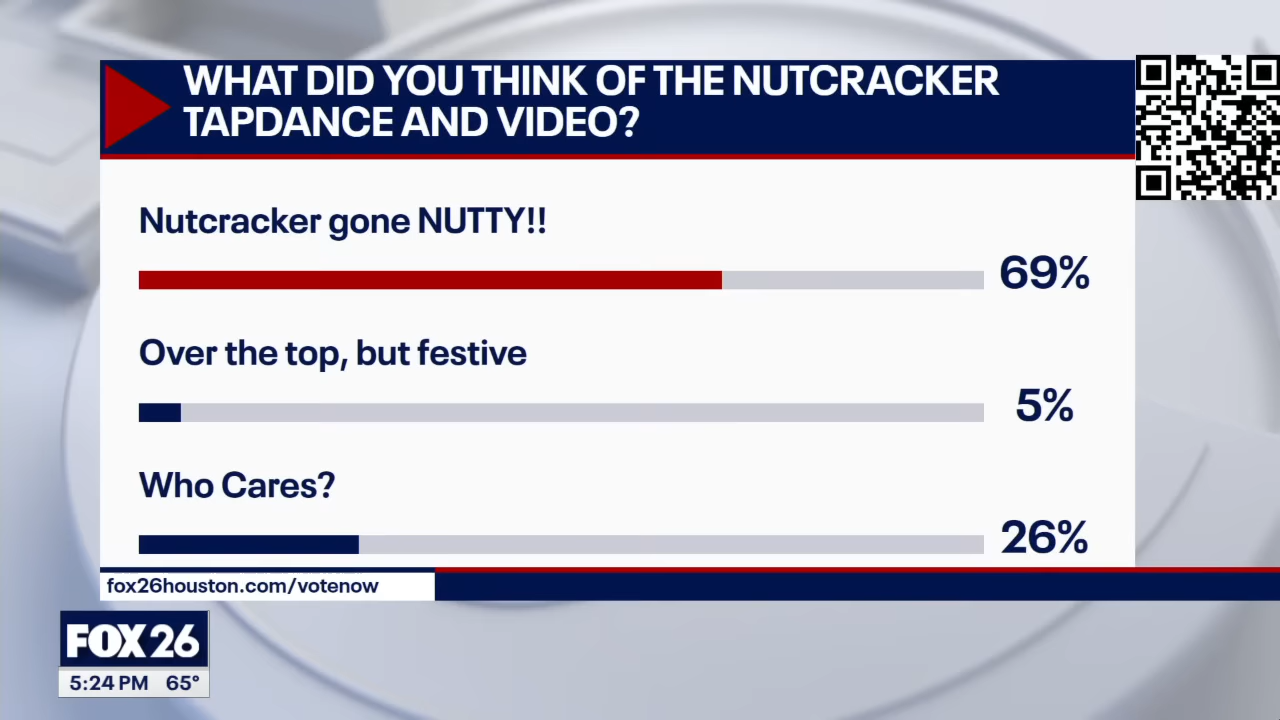 WHAT DID YOU THINK OF THE NUTCRACKER
TAPDANCE AND VIDEO?
Nutcracker gone NUTTY!!
69%
Over the top, but festive
5%
Who Cares?
26%
fox26houston.com/votenow
FOX 26
5:24 PM 65°